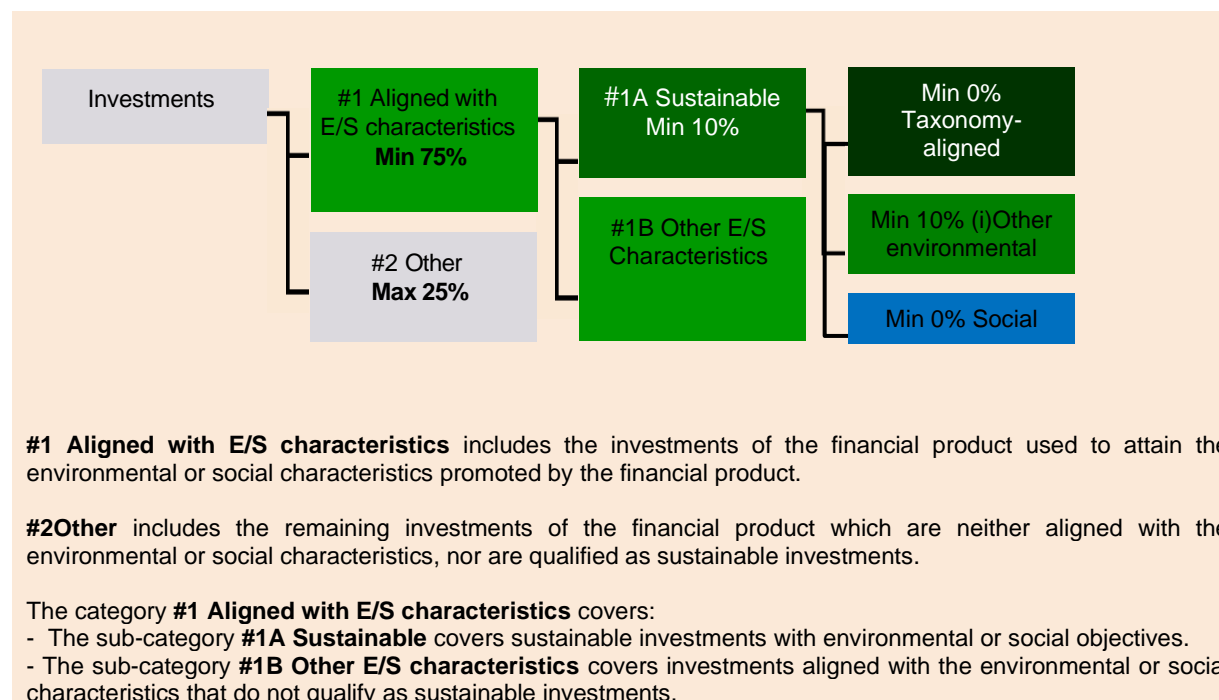 Investments
#1 Aligned with
E/S characteristics
Min 75%
#2 Other
Max 25%
#1A Sustainable
Min 10%
#1B Other E/S
Characteristics
Min 0%
Taxonomy-
aligned
Min 10% (i)Other
environmental
Min 0% Social
#1 Aligned with E/S characteristics includes the investments of the financial product used to attain the
environmental or social characteristics promoted by the financial product.
#2Other includes the remaining investments of the financial product which are neither aligned with the
environmental or social characteristics, nor are qualified as sustainable investments.
The category #1 Aligned with E/S characteristics covers:
- The sub-category #1A Sustainable covers sustainable investments with environmental or social objectives.
- The sub-category #1B Other E/S characteristics covers investments aligned with the environmental or social
characteristics that do not qualify as sustainable investments.